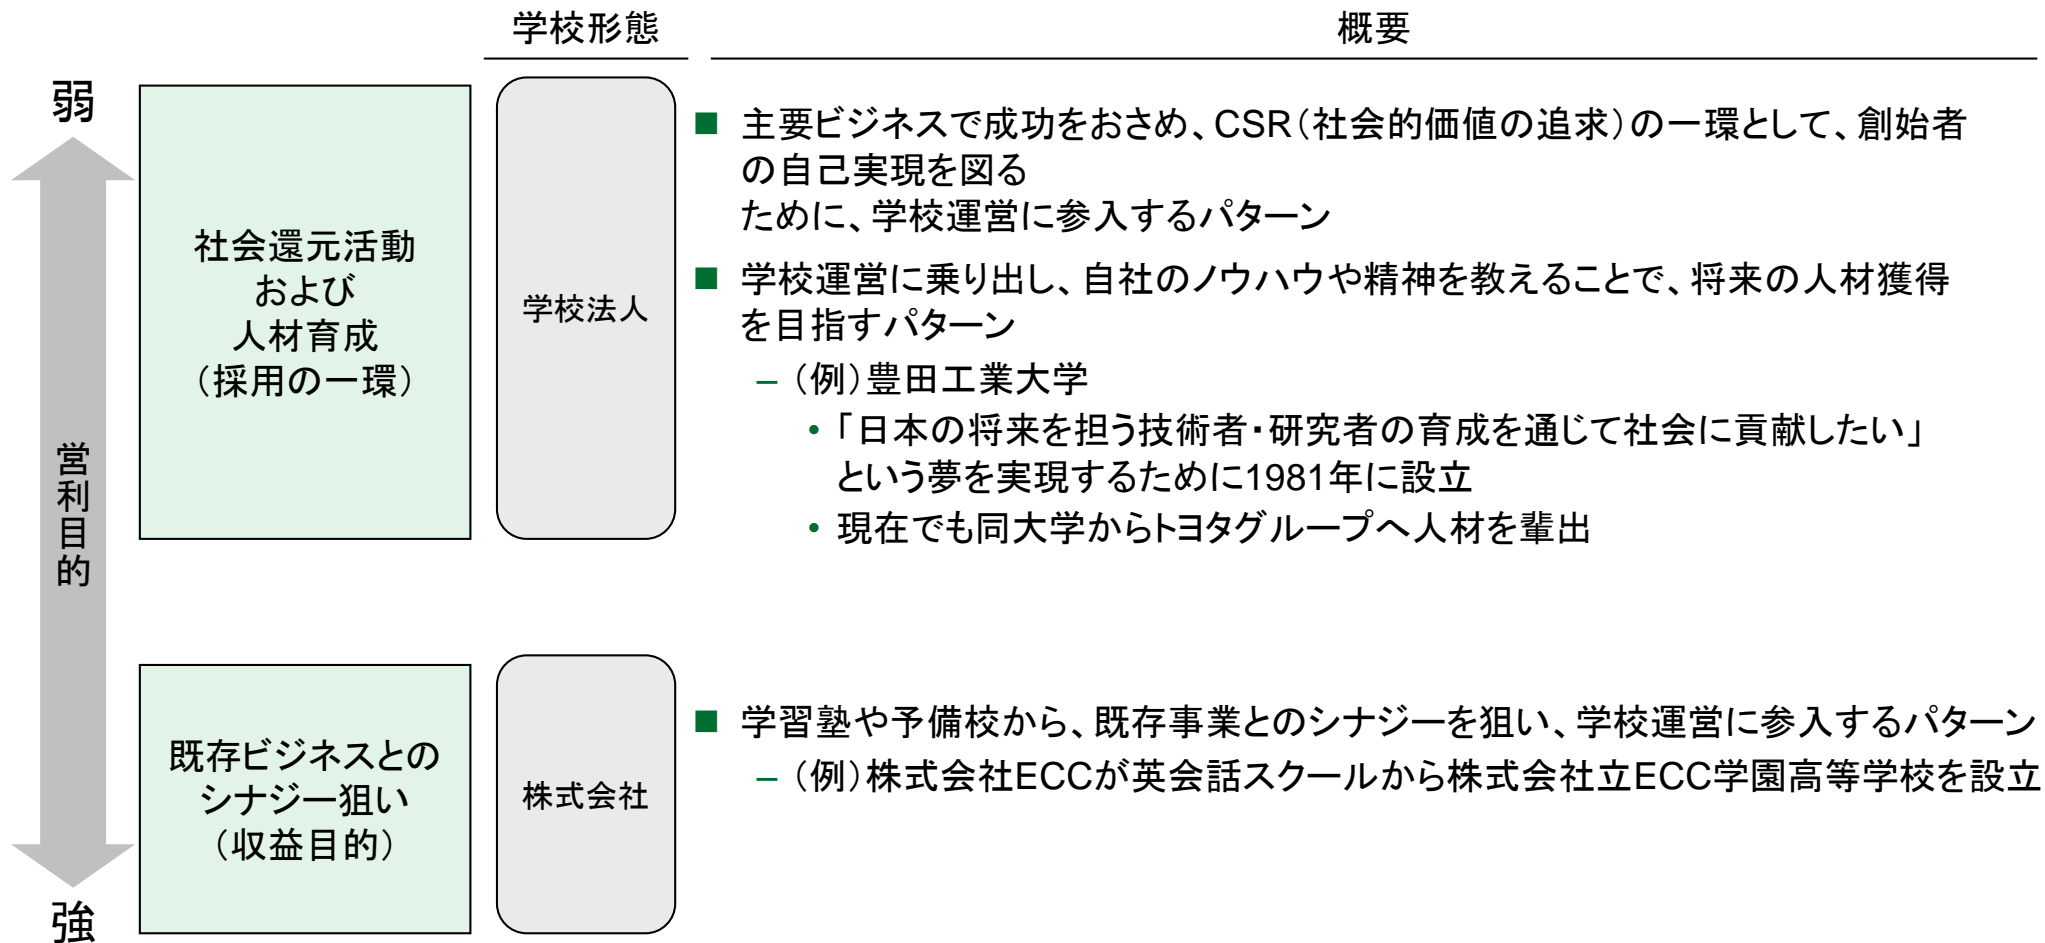 学校形態
概要
弱
営利目的
強
社会還元活動
および
人材育成
（採用の一環）
学校法人
■ 主要ビジネスで成功をおさめ、CSR（社会的価値の追求）の一環として、創始者
の自己実現を図る
ために、学校運営に参入するパターン
■ 学校運営に乗り出し、自社のノウハウや精神を教えることで、将来の人材獲得
を目指すパターン
– （例）豊田工業大学
• 「日本の将来を担う技術者・研究者の育成を通じて社会に貢献したい」
という夢を実現するために1981年に設立
• 現在でも同大学からトヨタグループへ人材を輩出
既存ビジネスとの
シナジー狙い
（収益目的）
株式会社
■ 学習塾や予備校から、既存事業とのシナジーを狙い、学校運営に参入するパターン
– （例）株式会社ECCが英会話スクールから株式会社立ECC学園高等学校を設立